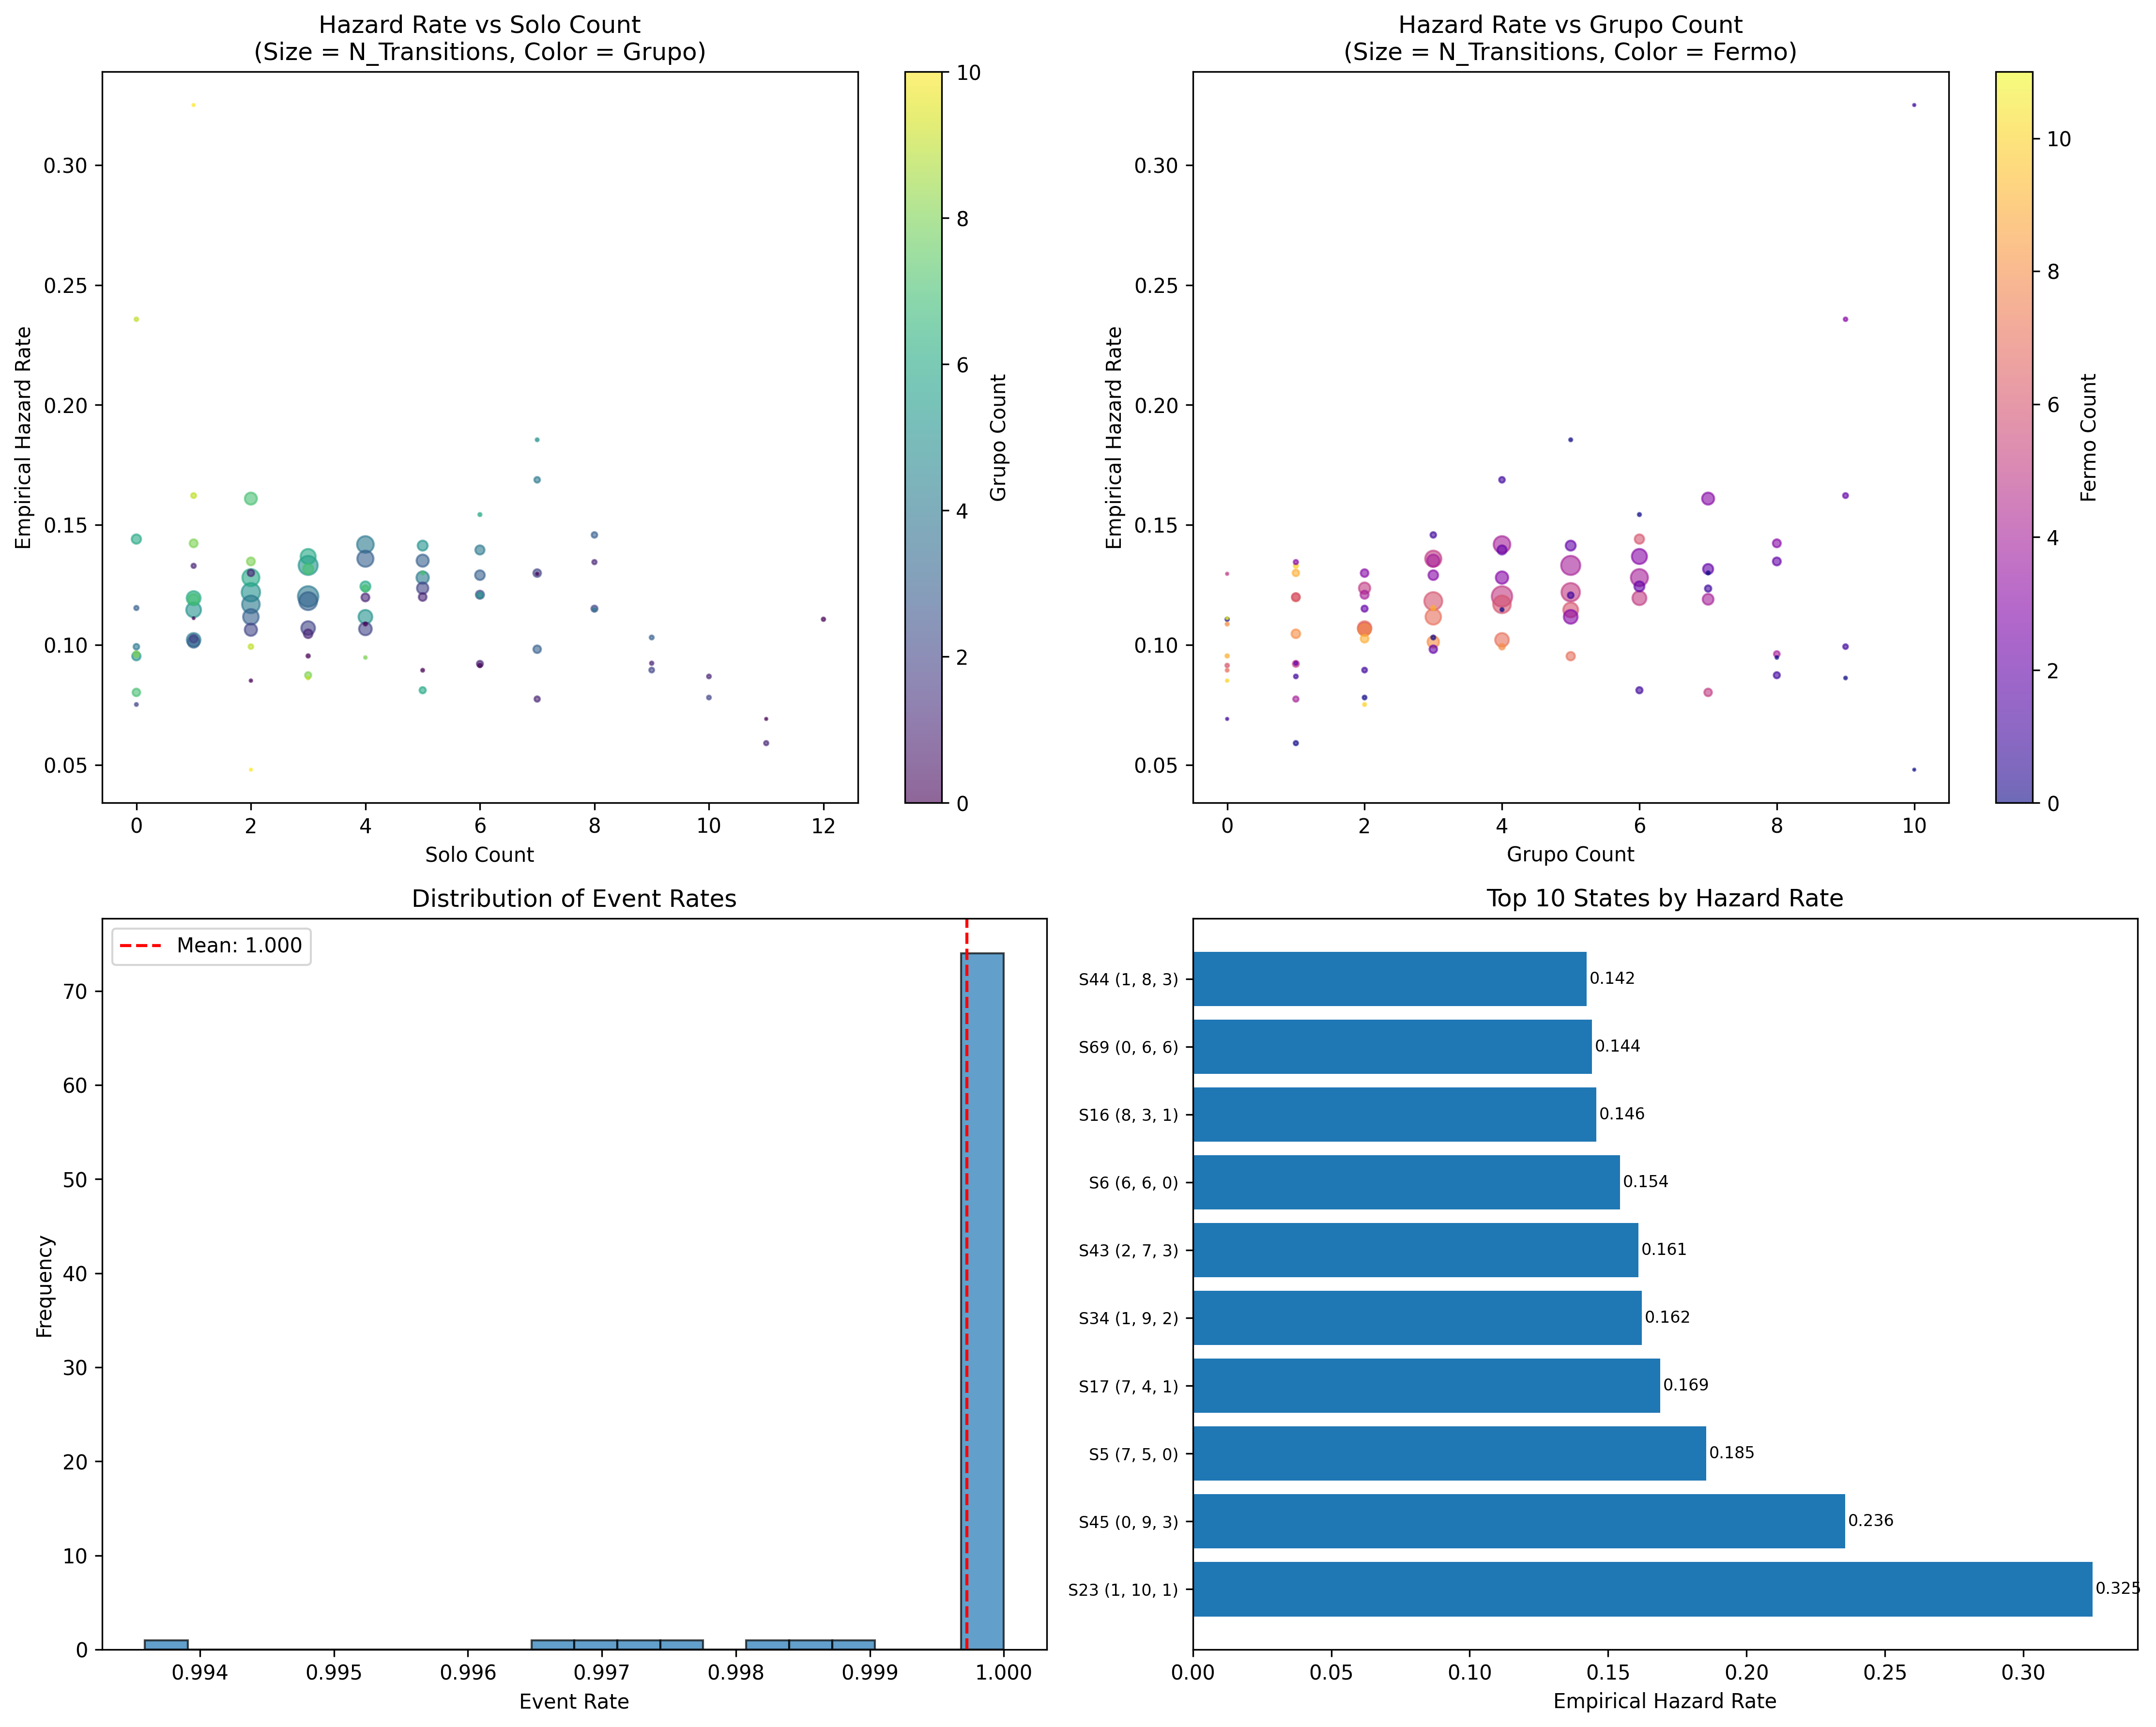 Hazard Rate vs Solo Count
(Size = N_Transitions, Color = Grupo)
Empirical Hazard Rate
0.30
0.25
0.20
0.15
0.10
0.05
0 2 4 6 8 10 12
Solo Count
10
8
6
4
2
0
Grupo Count
Hazard Rate vs Grupo Count
(Size = N_Transitions, Color = Fermo)
Empirical Hazard Rate
0.30
0.25
0.20
0.15
0.10
0.05
0 2 4 6 8 10
Grupo Count
10
8
6
4
2
0
Fermo Count
Distribution of Event Rates
Mean: 1.000
Frequency
70
60
50
40
30
20
10
0
0.994 0.995 0.996 0.997 0.998 0.999 1.000
Event Rate
Top 10 States by Hazard Rate
S44 (1, 8, 3) 0.142
S69 (0, 6, 6) 0.144
S16 (8, 3, 1) 0.146
S6 (6, 6, 0) 0.154
S43 (2, 7, 3) 0.161
S34 (1, 9, 2) 0.162
S17 (7, 4, 1) 0.169
S5 (7, 5, 0) 0.185
S45 (0, 9, 3) 0.236
S23 (1, 10, 1) 0.325
0.00 0.05 0.10 0.15 0.20 0.25 0.30
Empirical Hazard Rate